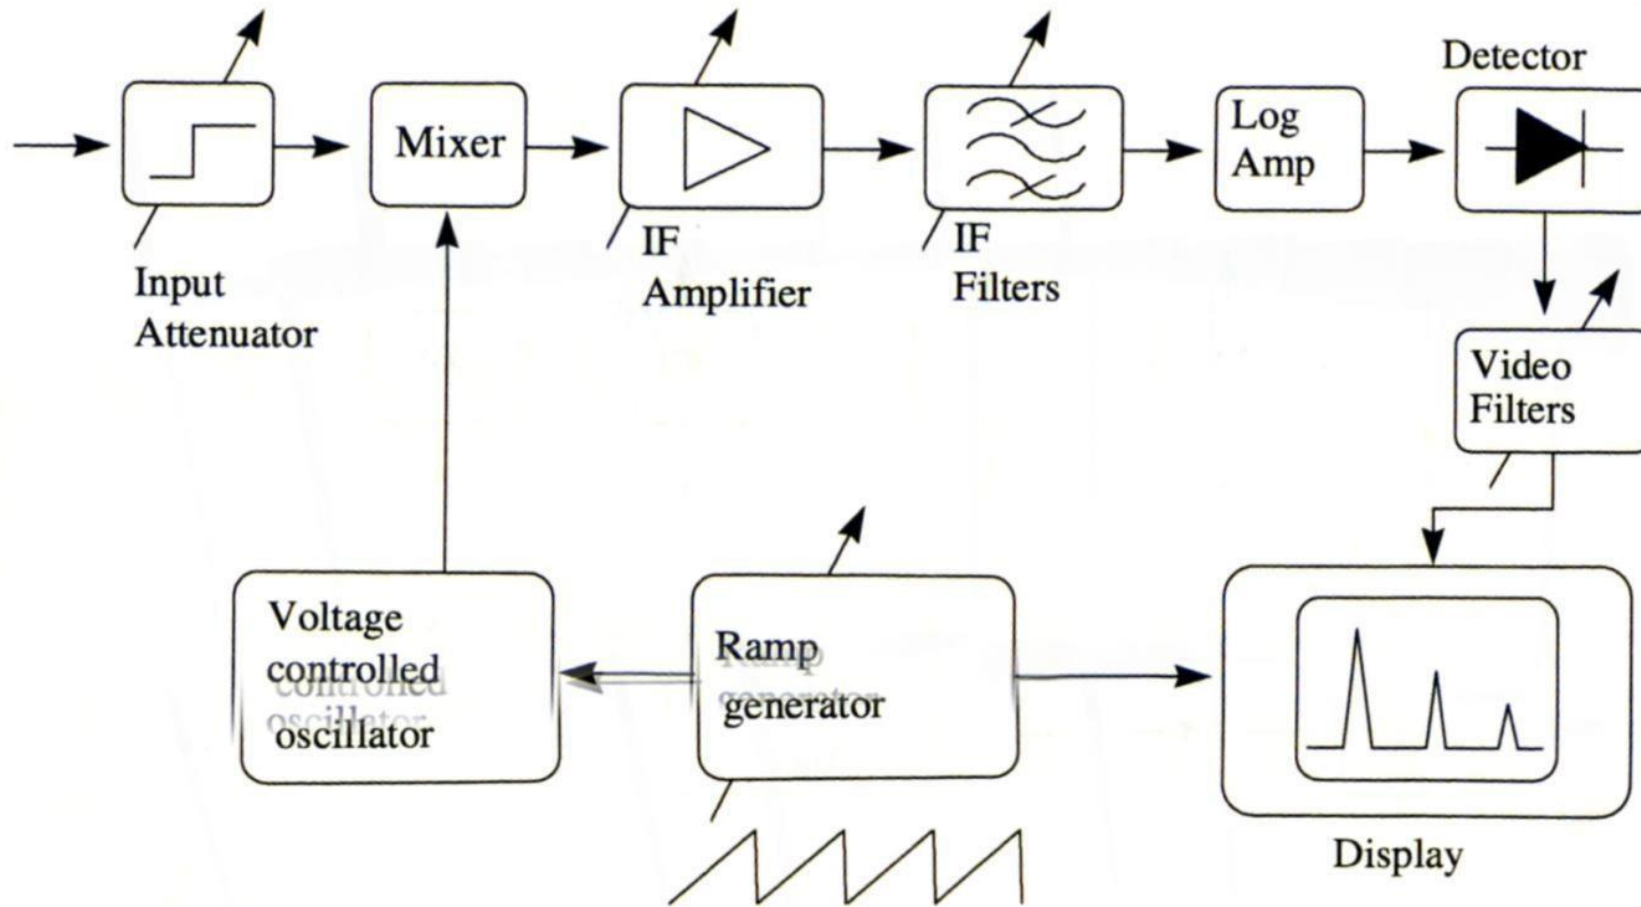 Detector
Log
Amp
Mixer
IF
Amplifier
IF
Filters
Input
Attenuator
Video
Filters
Voltage
controlled
oscillator
Ramp
generator
Display